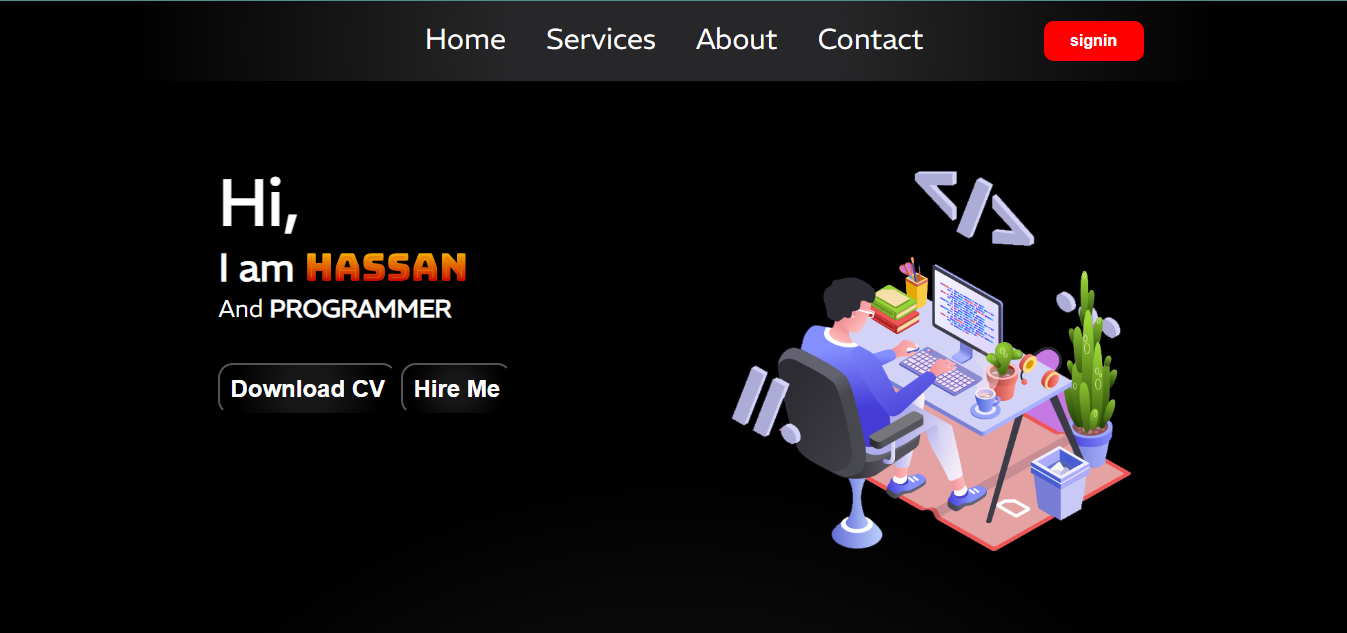 Home Services About Contact signin
Hi,
I am HASSAN
And PROGRAMMER
Download CV Hire Me
</>
//